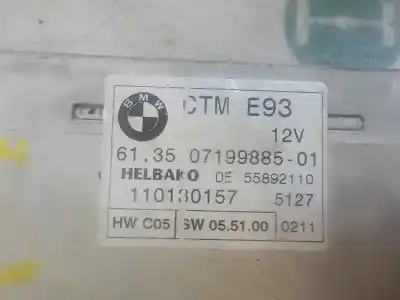 BMW
CTM E93
12V
61.35 07199885-01
HELBAKO DE 55892110
110130157 5127
HW C05 SW 05.51.00 0211